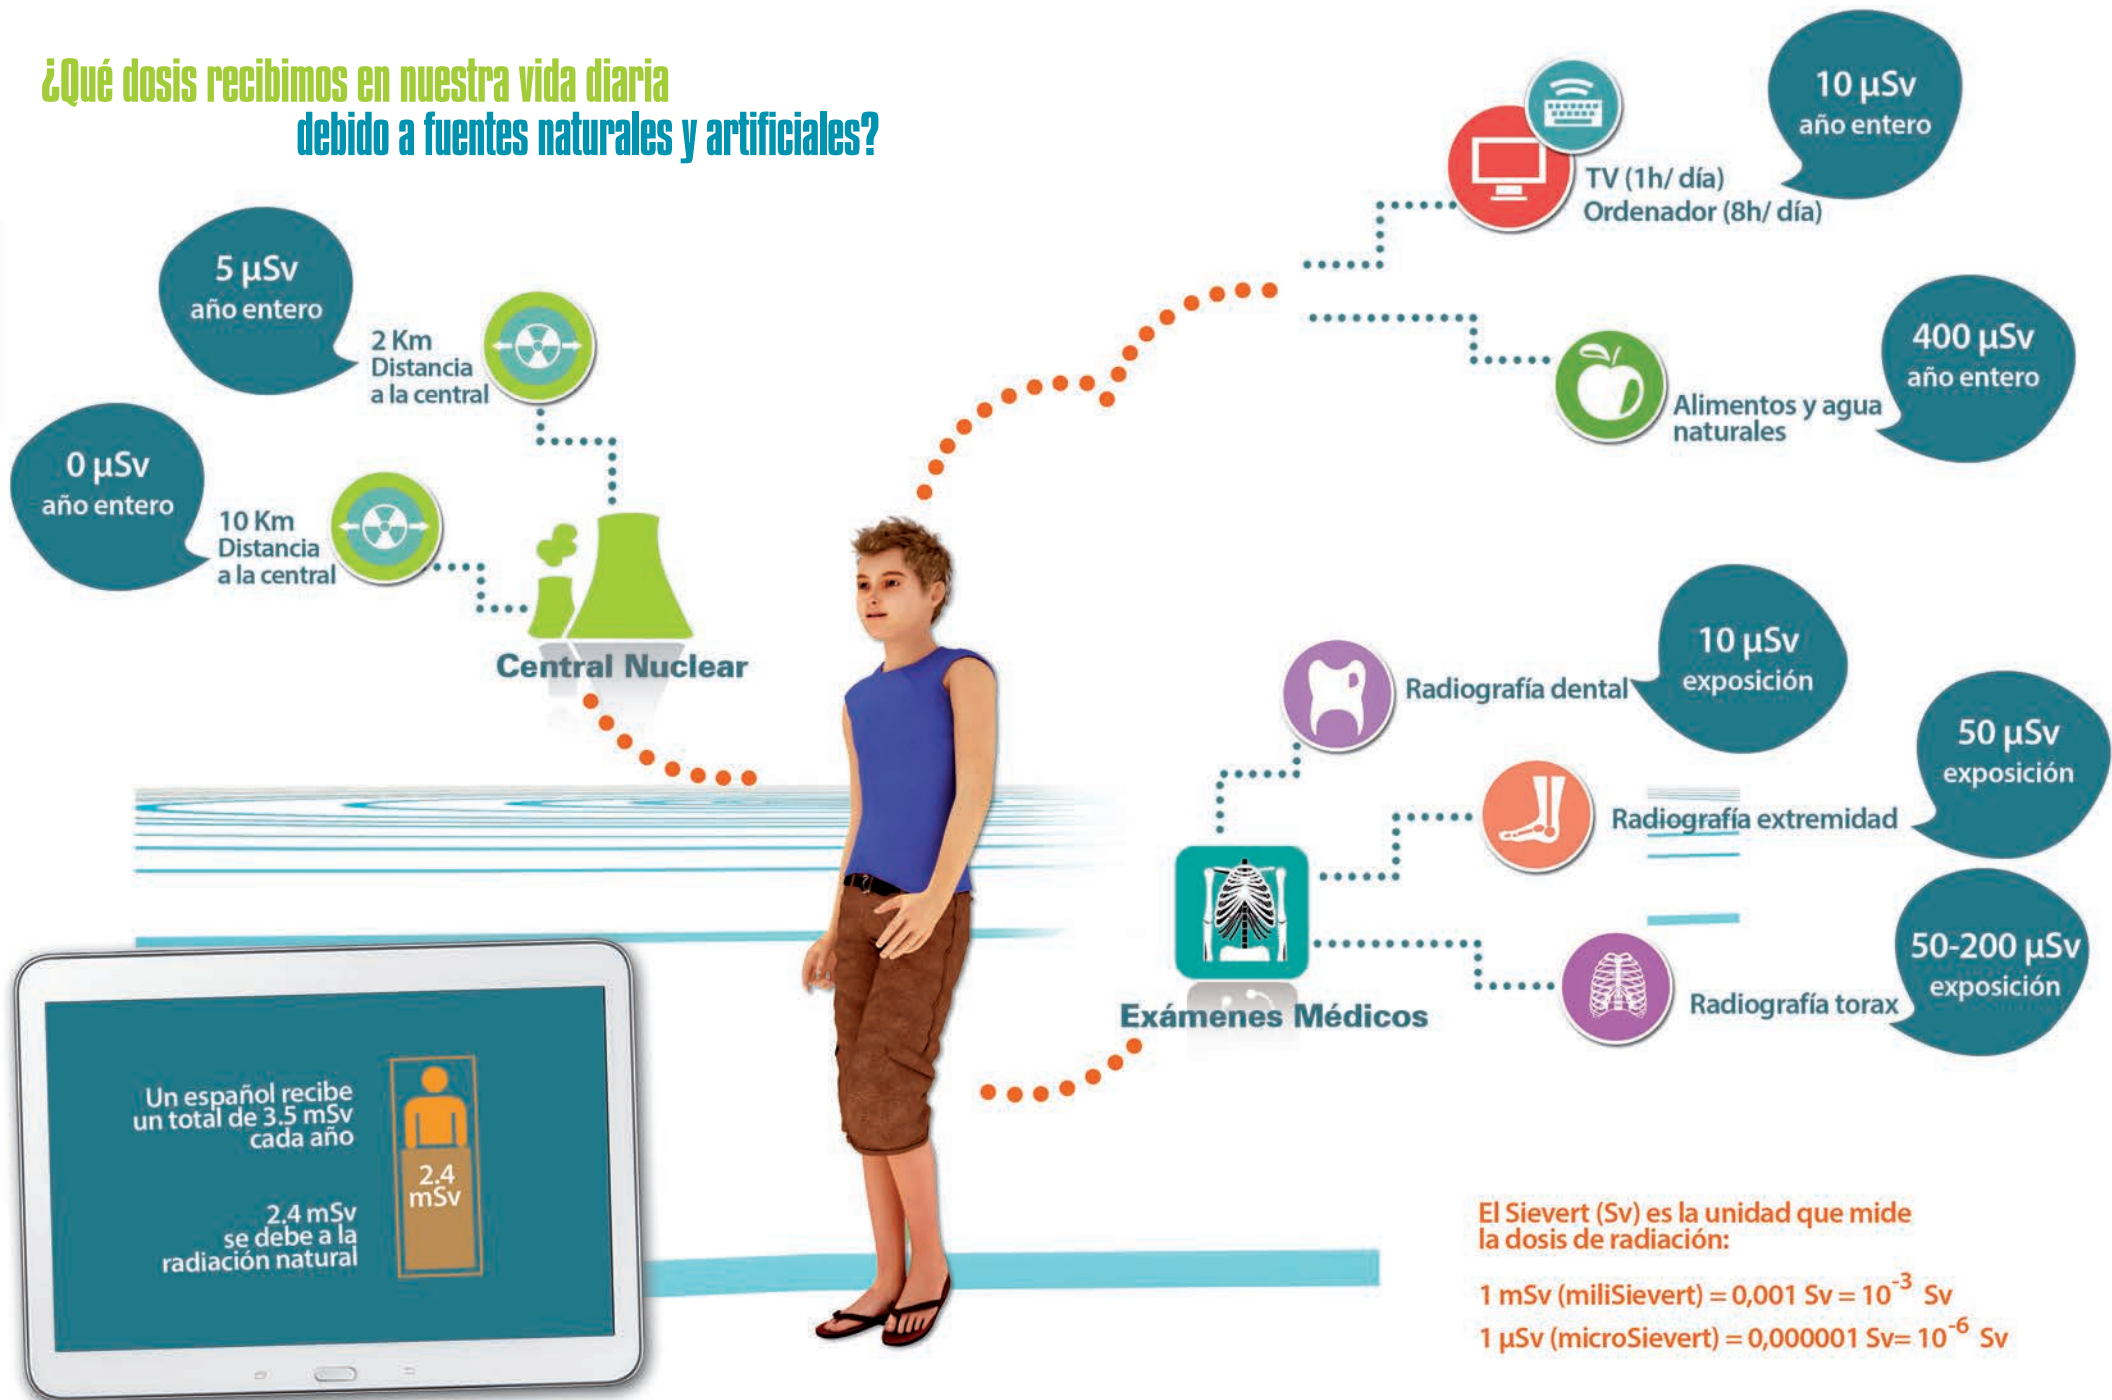 ¿Qué dosis recibimos en nuestra vida diaria
debido a fuentes naturales y artificiales?
10 µSv
año entero
TV (1h/ día)
Ordenador (8h/ día)
5 µSv
año entero
2 Km
Distancia
a la central
400 µSv
año entero
Alimentos y agua
naturales
0 µSv
año entero
10 Km
Distancia
a la central
Central Nuclear
10 µSv
exposición
Radiografía dental
50 µSv
exposición
Radiografía extremidad
50-200 µSv
exposición
Radiografía torax
Exámenes Médicos
Un español recibe
un total de 3.5 mSv
cada año
2.4
mSv
2.4 mSv
se debe a la
radiación natural
El Sievert (Sv) es la unidad que mide
la dosis de radiación:
1 mSv (miliSievert) = 0,001 Sv = 10⁻³ Sv
1 µSv (microSievert) = 0,000001 Sv= 10⁻⁶ Sv